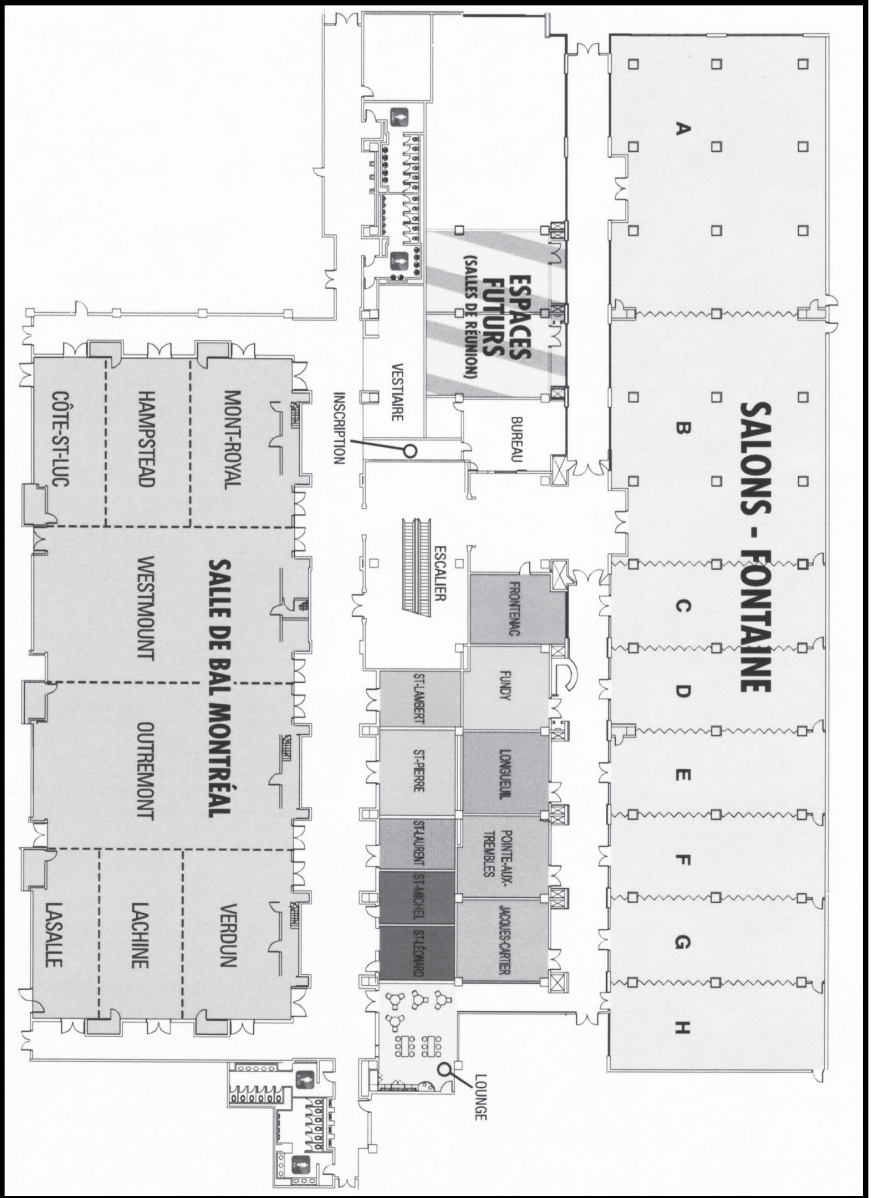 SALONS - FONTAINE
A
B
C
D
E
F
G
H
ESPACES
FUTURS
(SALLES DE RÉUNION)
BUREAU
VESTIAIRE
INSCRIPTION
ESCALIER
FRONTENAC
FUNDY
LONGUEUIL
POINTE-AUX-
TREMBLES
JACQUES-CARTIER
ST-LAMBERT
ST-PIERRE
ST-LAURENT
ST-MICHEL
ST-LÉONARD
LOUNGE
SALLE DE BAL MONTRÉAL
MONT-ROYAL
HAMPSTEAD
CÔTE-ST-LUC
WESTMOUNT
OUTREMONT
VERDUN
LACHINE
LASALLE